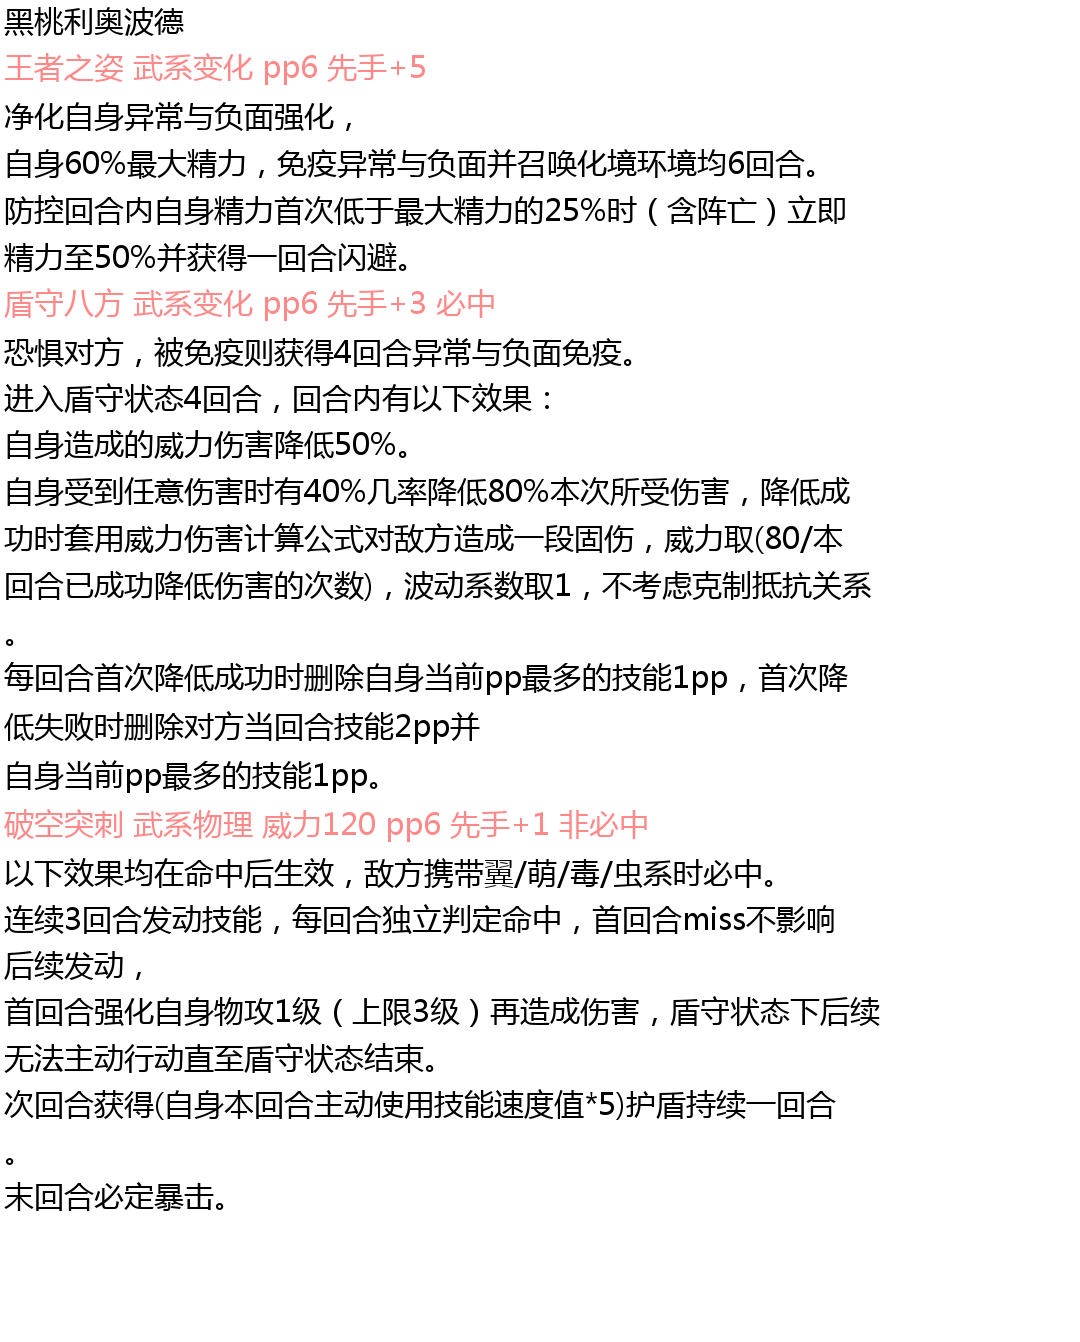 黑桃利奥波德
王者之姿 武系变化 pp6 先手+5
净化自身异常与负面强化，
自身60%最大精力，免疫异常与负面并召唤化境环境均6回合。
防控回合内自身精力首次低于最大精力的25%时（含阵亡）立即
精力至50%并获得一回合闪避。
盾守八方 武系变化 pp6 先手+3 必中
恐惧对方，被免疫则获得4回合异常与负面免疫。
进入盾守状态4回合，回合内有以下效果：
自身造成的威力伤害降低50%。
自身受到任意伤害时有40%几率降低80%本次所受伤害，降低成
功时套用威力伤害计算公式对敌方造成一段固伤，威力取(80/本
回合已成功降低伤害的次数)，波动系数取1，不考虑克制抵抗关系
。
每回合首次降低成功时删除自身当前pp最多的技能1pp，首次降
低失败时删除对方当回合技能2pp并
自身当前pp最多的技能1pp。
破空突刺 武系物理 威力120 pp6 先手+1 非必中
以下效果均在命中后生效，敌方携带翼/萌/毒/虫系时必中。
连续3回合发动技能，每回合独立判定命中，首回合miss不影响
后续发动，
首回合强化自身物攻1级（上限3级）再造成伤害，盾守状态下后续
无法主动行动直至盾守状态结束。
次回合获得(自身本回合主动使用技能速度值*5)护盾持续一回合
。
末回合必定暴击。